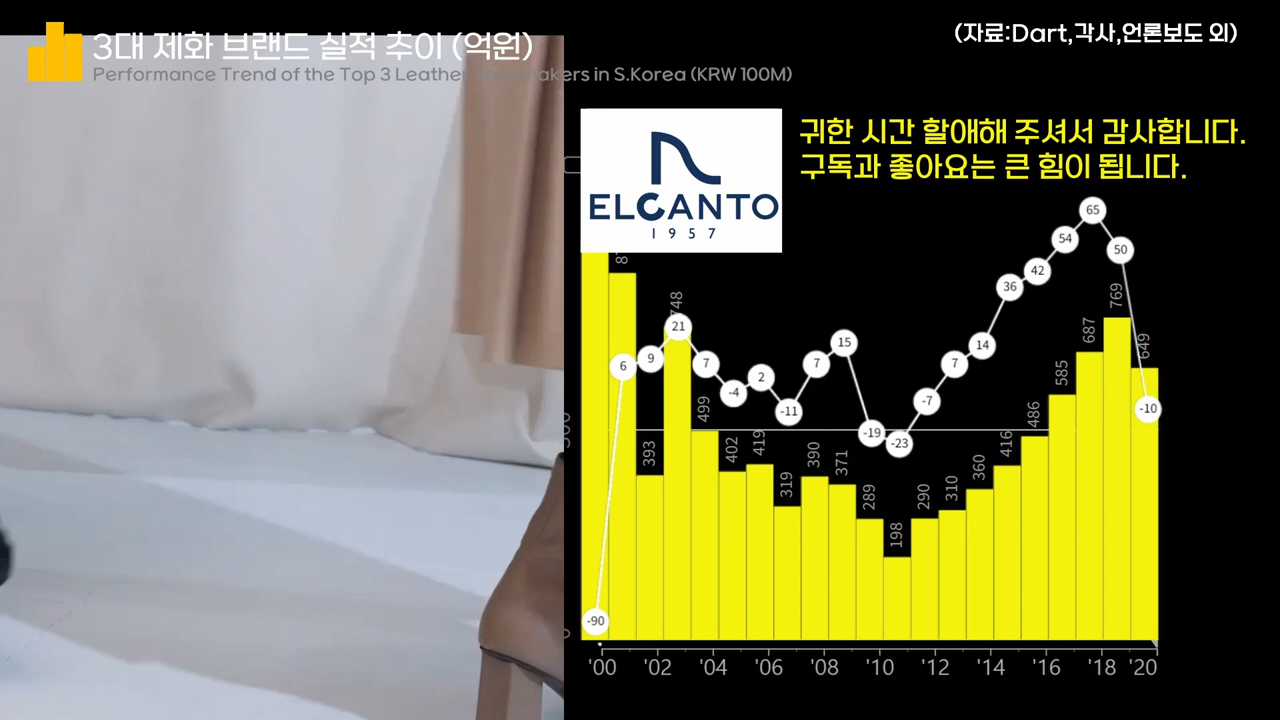 3대 제화 브랜드 실적 추이 (억원)
Performance Trend of the Top 3 Leather Shoemakers in S.Korea (KRW 100M)
(자료:Dart,각사,언론보도 외)
귀한 시간 할애해 주셔서 감사합니다.
구독과 좋아요는 큰 힘이 됩니다.
ELCANTO
1957
-90 6 9 21 7 -4 2 -11 7 15 -19 -23 -7 7 14 36 42 54 65 50 -10
393 748 499 402 419 319 390 371 289 198 290 310 360 416 486 585 687 769 649
'00 '02 '04 '06 '08 '10 '12 '14 '16 '18 '20